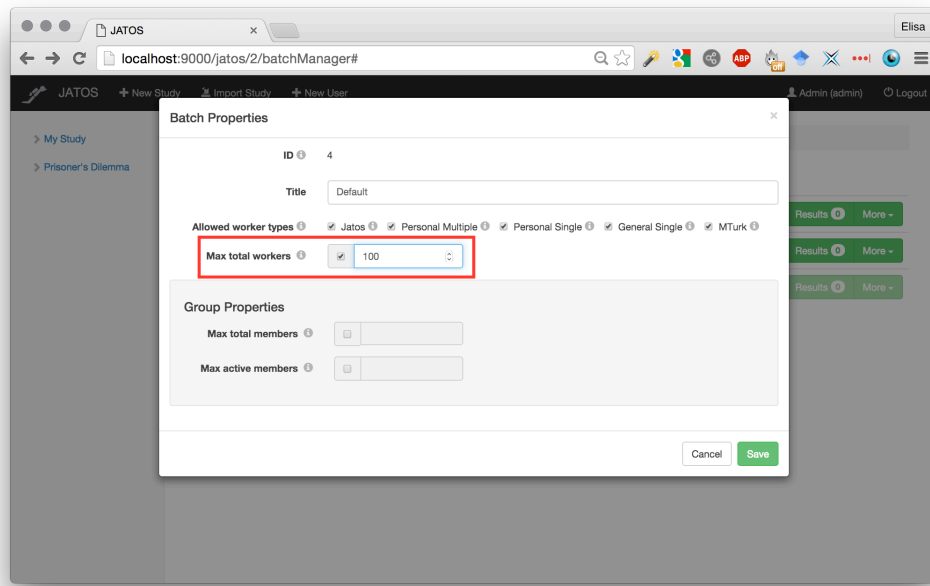 Elisa
JATOS
localhost:9000/jatos/2/batchManager#
ABP
off
JATOS + New Study Import Study + New User Admin (admin) Logout
Batch Properties ×
My Study
ID 4
Prisoner's Dilemma
Title Default
Results 0 More
Allowed worker types Jatos Personal Multiple Personal Single General Single MTurk
Results 0 More
Max total workers 100
Results 0 More
Group Properties
Max total members
Max active members
Cancel Save